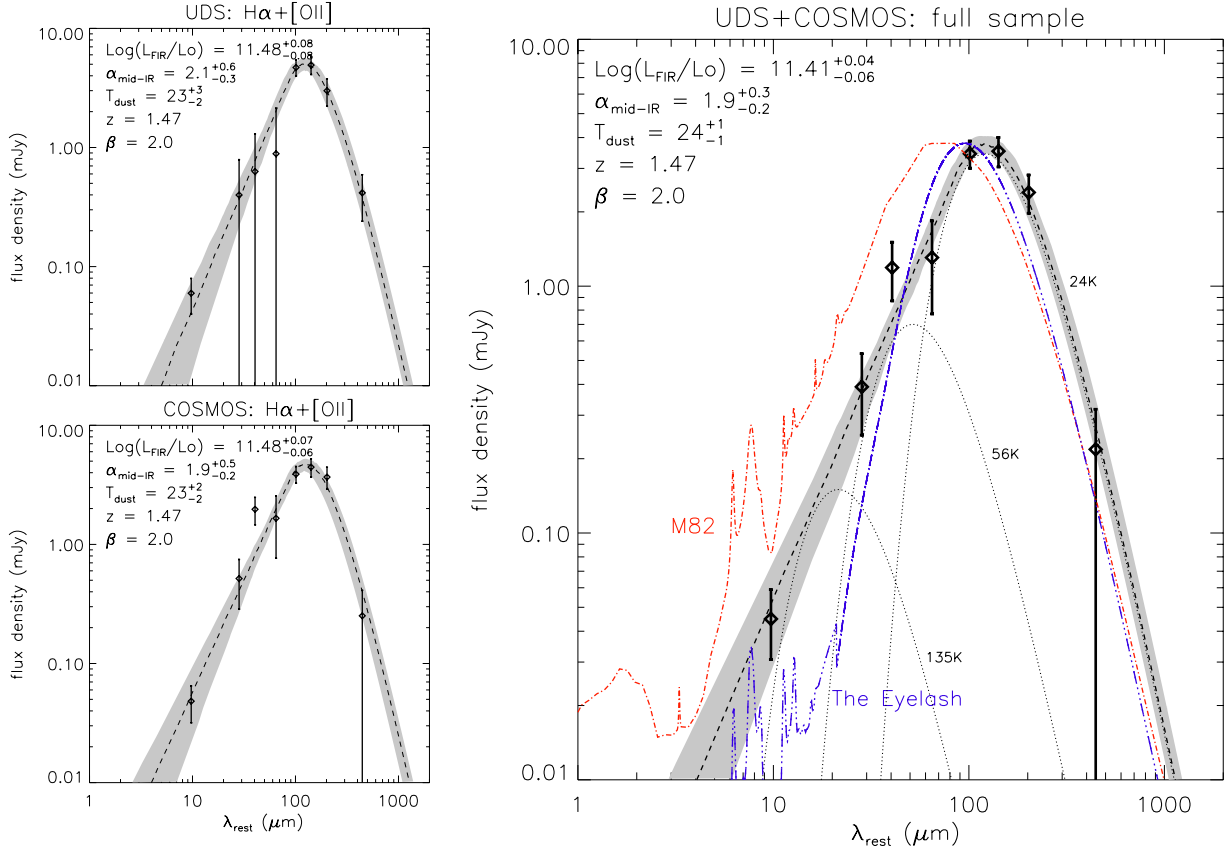 UDS: Hα+[OII]
Log(L_FIR/Lo) = 11.48^{+0.08}_{-0.08}
α_mid-IR = 2.1^{+0.6}_{-0.3}
T_dust = 23^{+3}_{-2}
z = 1.47
β = 2.0
10.00
1.00
0.10
0.01
flux density (mJy)
COSMOS: Hα+[OII]
Log(L_FIR/Lo) = 11.48^{+0.07}_{-0.06}
α_mid-IR = 1.9^{+0.5}_{-0.2}
T_dust = 23^{+2}_{-2}
z = 1.47
β = 2.0
10.00
1.00
0.10
0.01
flux density (mJy)
1 10 100 1000
λ_rest (μm)
UDS+COSMOS: full sample
Log(L_FIR/Lo) = 11.41^{+0.04}_{-0.06}
α_mid-IR = 1.9^{+0.3}_{-0.2}
T_dust = 24^{+1}_{-1}
z = 1.47
β = 2.0
10.00
1.00
0.10
0.01
flux density (mJy)
24K
56K
M82
135K
The Eyelash
1 10 100 1000
λ_rest (μm)